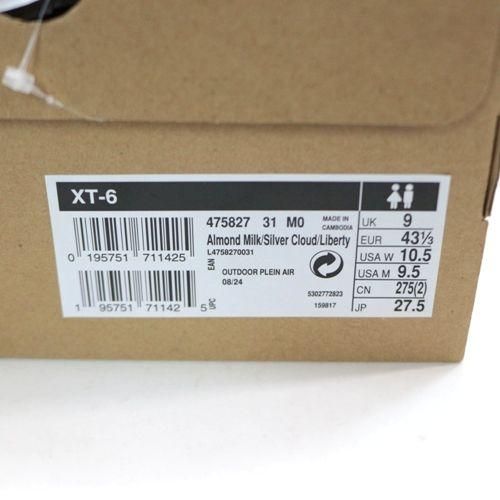 XT-6
475827 31 M0
MADE IN
CAMBODIA
Almond Milk/Silver Cloud/Liberty
L4758270031
EAN
0 195751 711425
OUTDOOR PLEIN AIR
08/24
5302772823
159817
1 95751 71142 5
UPC
UK 9
EUR 43⅓
USA W 10.5
USA M 9.5
CN 275(2)
JP 27.5